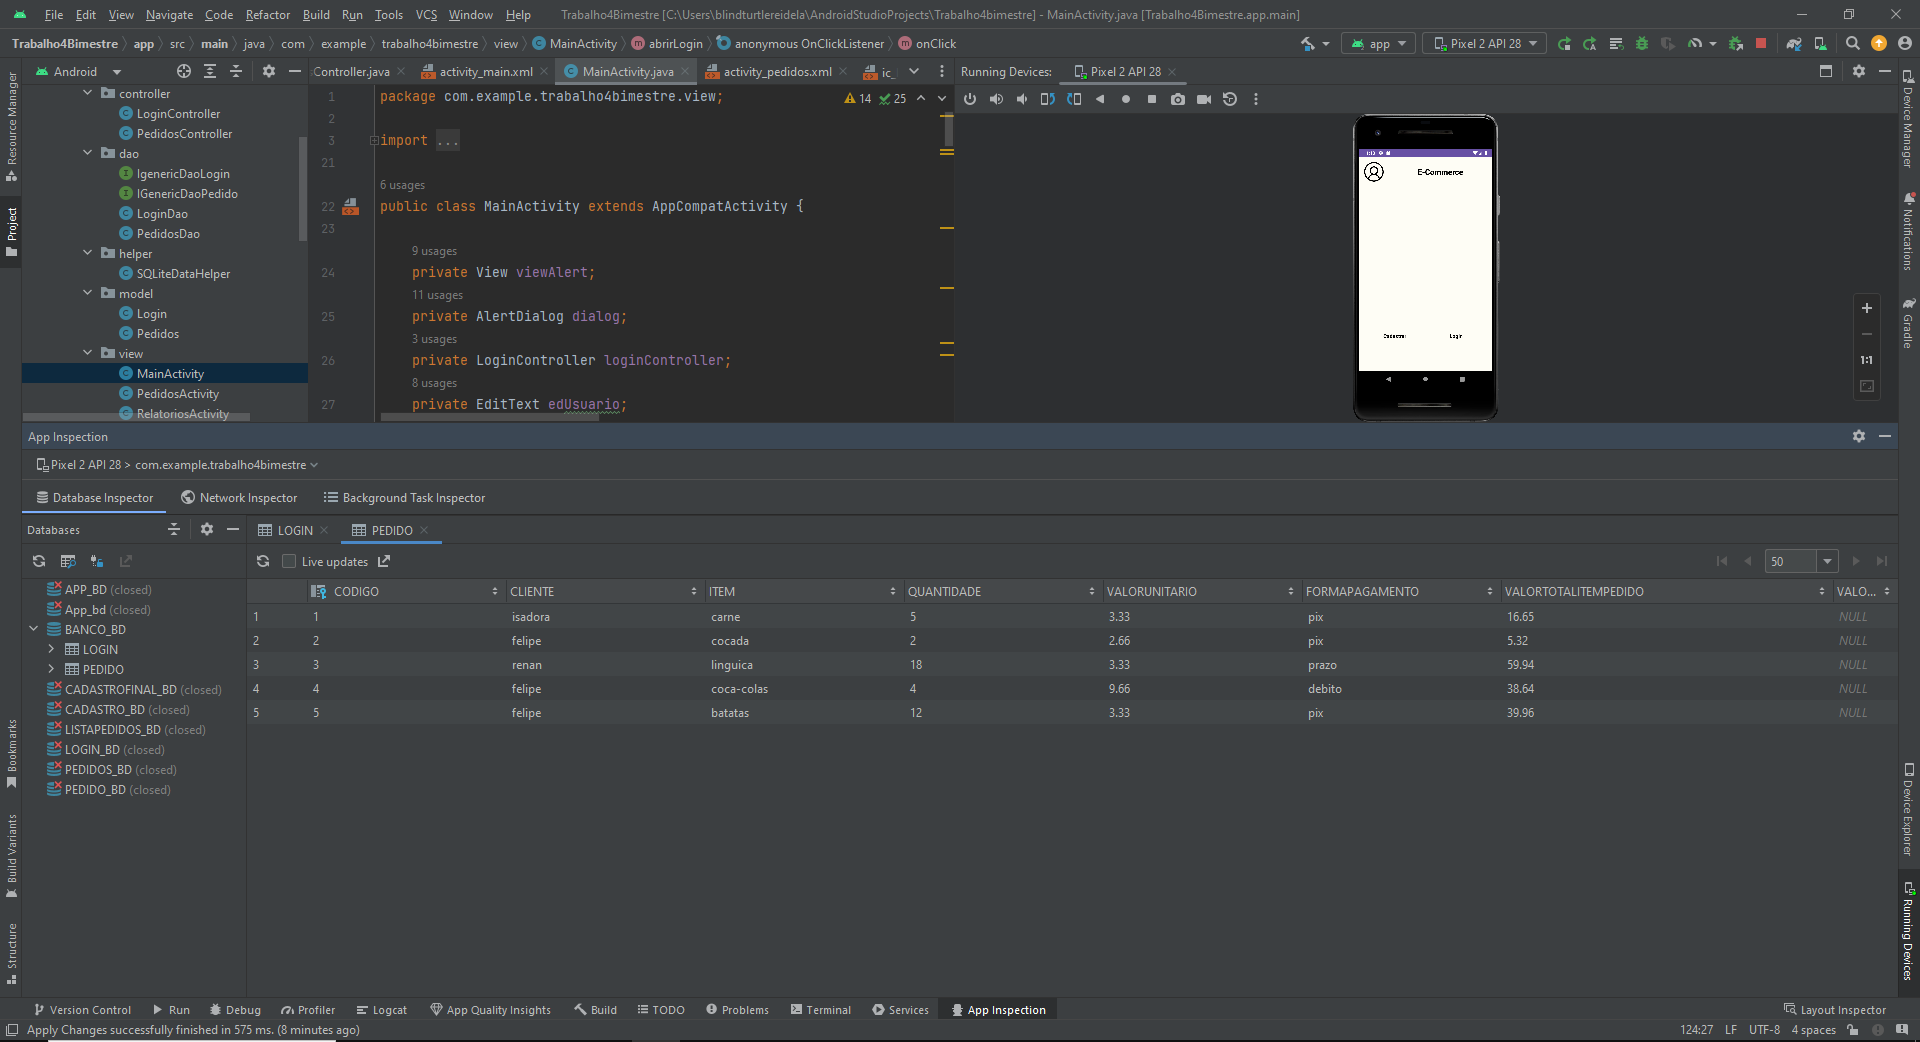 File Edit View Navigate Code Refactor Build Run Tools VCS Window Help Trabalho4Bimestre [C:\Users\blindturtlereidela\AndroidStudioProjects\Trabalho4bimestre] - MainActivity.java [Trabalho4Bimestre.app.main]
Trabalho4Bimestre app src main java com example trabalho4bimestre view MainActivity abrirLogin anonymous OnClickListener onClick app Pixel 2 API 28
Android Controller.java activity_main.xml MainActivity.java activity_pedidos.xml ic_ Running Devices: Pixel 2 API 28
Resource Manager
Project
Bookmarks
Build Variants
Structure
controller
LoginController
PedidosController
dao
IgenericDaoLogin
IGenericDaoPedido
LoginDao
PedidosDao
helper
SQLiteDataHelper
model
Login
Pedidos
view
MainActivity
PedidosActivity
RelatoriosActivity
1 package com.example.trabalho4bimestre.view; 14 25
2
3 import ...
21
6 usages
22 public class MainActivity extends AppCompatActivity {
23
9 usages
24 private View viewAlert;
11 usages
25 private AlertDialog dialog;
3 usages
26 private LoginController loginController;
8 usages
27 private EditText edUsuario;
E-Commerce
Cadastrar Login
1:1
Device Manager
Notifications
Gradle
Device Explorer
Running Devices
App Inspection
Pixel 2 API 28 > com.example.trabalho4bimestre
Database Inspector Network Inspector Background Task Inspector
Databases LOGIN PEDIDO
Live updates 50
APP_BD (closed)
App_bd (closed)
BANCO_BD
LOGIN
PEDIDO
CADASTROFINAL_BD (closed)
CADASTRO_BD (closed)
LISTAPEDIDOS_BD (closed)
LOGIN_BD (closed)
PEDIDOS_BD (closed)
PEDIDO_BD (closed)
CODIGO CLIENTE ITEM QUANTIDADE VALORUNITARIO FORMAPAGAMENTO VALORTOTALITEMPEDIDO VALO...
1 1 isadora carne 5 3.33 pix 16.65 NULL
2 2 felipe cocada 2 2.66 pix 5.32 NULL
3 3 renan linguica 18 3.33 prazo 59.94 NULL
4 4 felipe coca-colas 4 9.66 debito 38.64 NULL
5 5 felipe batatas 12 3.33 pix 39.96 NULL
Version Control Run Debug Profiler Logcat App Quality Insights Build TODO Problems Terminal Services App Inspection Layout Inspector
Apply Changes successfully finished in 575 ms. (8 minutes ago) 124:27 LF UTF-8 4 spaces